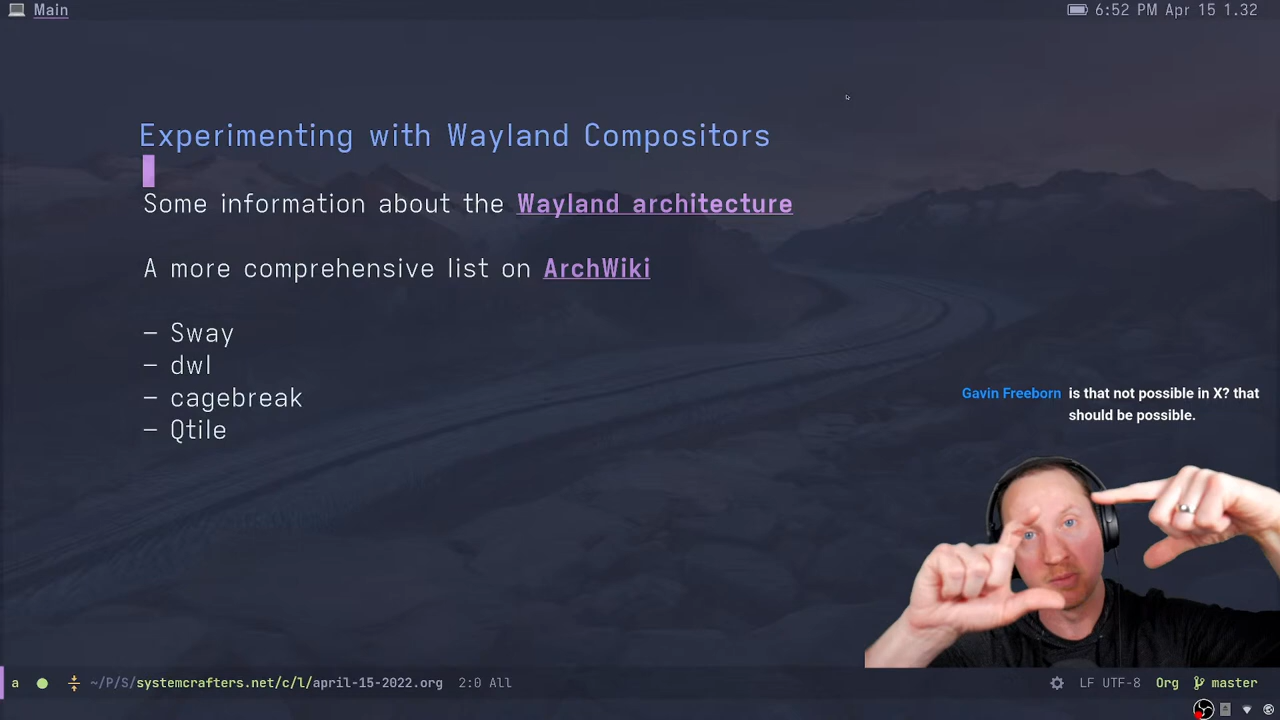 Main
6:52 PM Apr 15 1.32
Experimenting with Wayland Compositors
Some information about the Wayland architecture
A more comprehensive list on ArchWiki
– Sway
– dwl
– cagebreak
– Qtile
Gavin Freeborn is that not possible in X? that
should be possible.
a ~/P/S/systemcrafters.net/c/l/april-15-2022.org 2:0 All
LF UTF-8 Org master